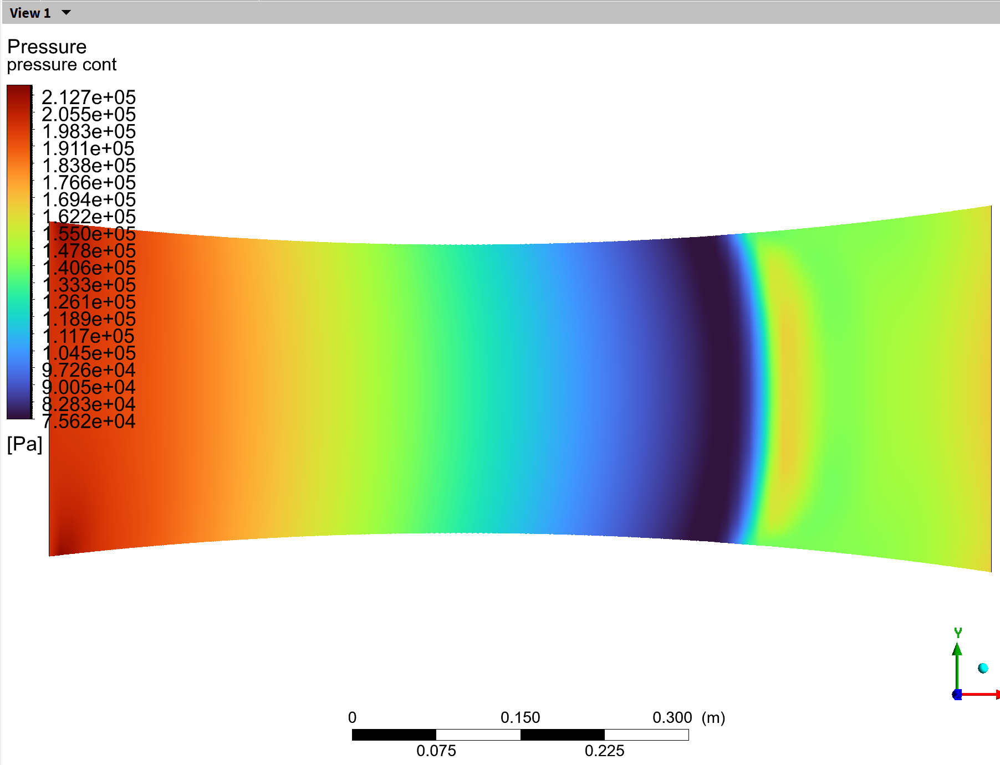 View 1
Pressure
pressure cont
2.127e+05
2.055e+05
1.983e+05
1.911e+05
1.838e+05
1.766e+05
1.694e+05
1.622e+05
1.550e+05
1.478e+05
1.406e+05
1.333e+05
1.261e+05
1.189e+05
1.117e+05
1.045e+05
9.726e+04
9.005e+04
8.283e+04
7.562e+04
[Pa]
Y
0 0.150 0.300 (m)
0.075 0.225